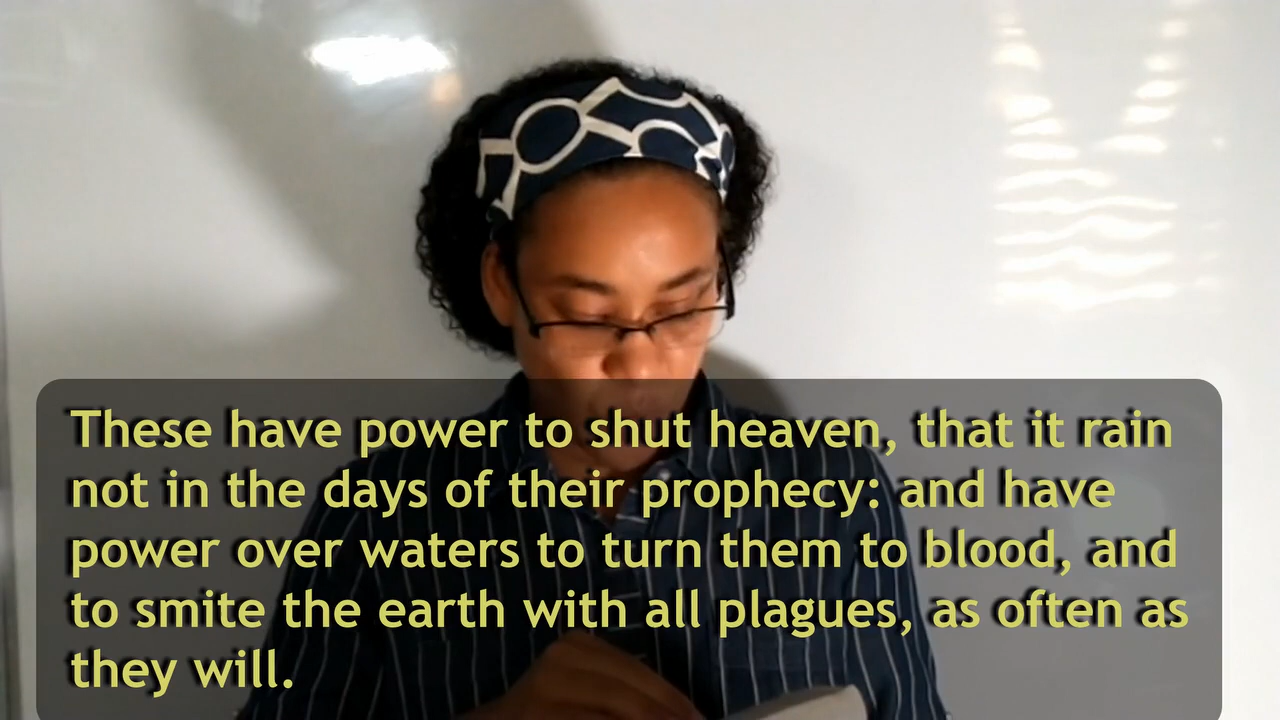 These have power to shut heaven, that it rain
not in the days of their prophecy: and have
power over waters to turn them to blood, and
to smite the earth with all plagues, as often as
they will.